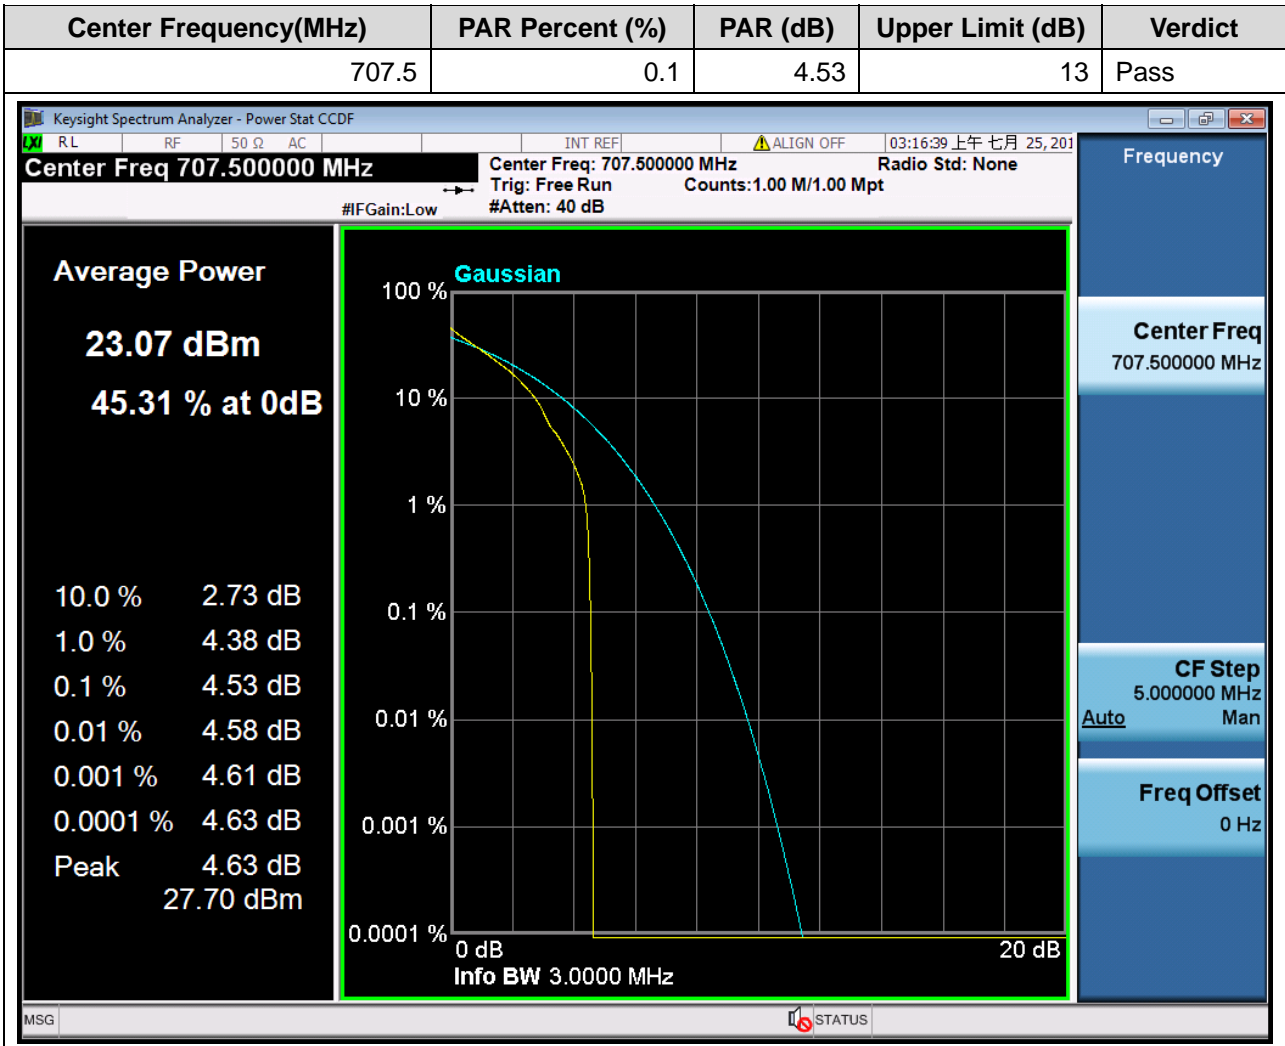 Center Frequency(MHz) PAR Percent (%) PAR (dB) Upper Limit (dB) Verdict
707.5 0.1 4.53 13 Pass
Keysight Spectrum Analyzer - Power Stat CCDF
LXI RL RF 50 Ω AC INT REF ALIGN OFF 03:16:39 上午 七月 25, 201
Center Freq 707.500000 MHz
Center Freq: 707.500000 MHz Radio Std: None
Trig: Free Run Counts:1.00 M/1.00 Mpt
#IFGain:Low #Atten: 40 dB
Average Power
23.07 dBm
45.31 % at 0dB
10.0 % 2.73 dB
1.0 % 4.38 dB
0.1 % 4.53 dB
0.01 % 4.58 dB
0.001 % 4.61 dB
0.0001 % 4.63 dB
Peak 4.63 dB
27.70 dBm
Gaussian
100 %
10 %
1 %
0.1 %
0.01 %
0.001 %
0.0001 %
0 dB 20 dB
Info BW 3.0000 MHz
Frequency
Center Freq
707.500000 MHz
CF Step
5.000000 MHz
Auto Man
Freq Offset
0 Hz
MSG STATUS